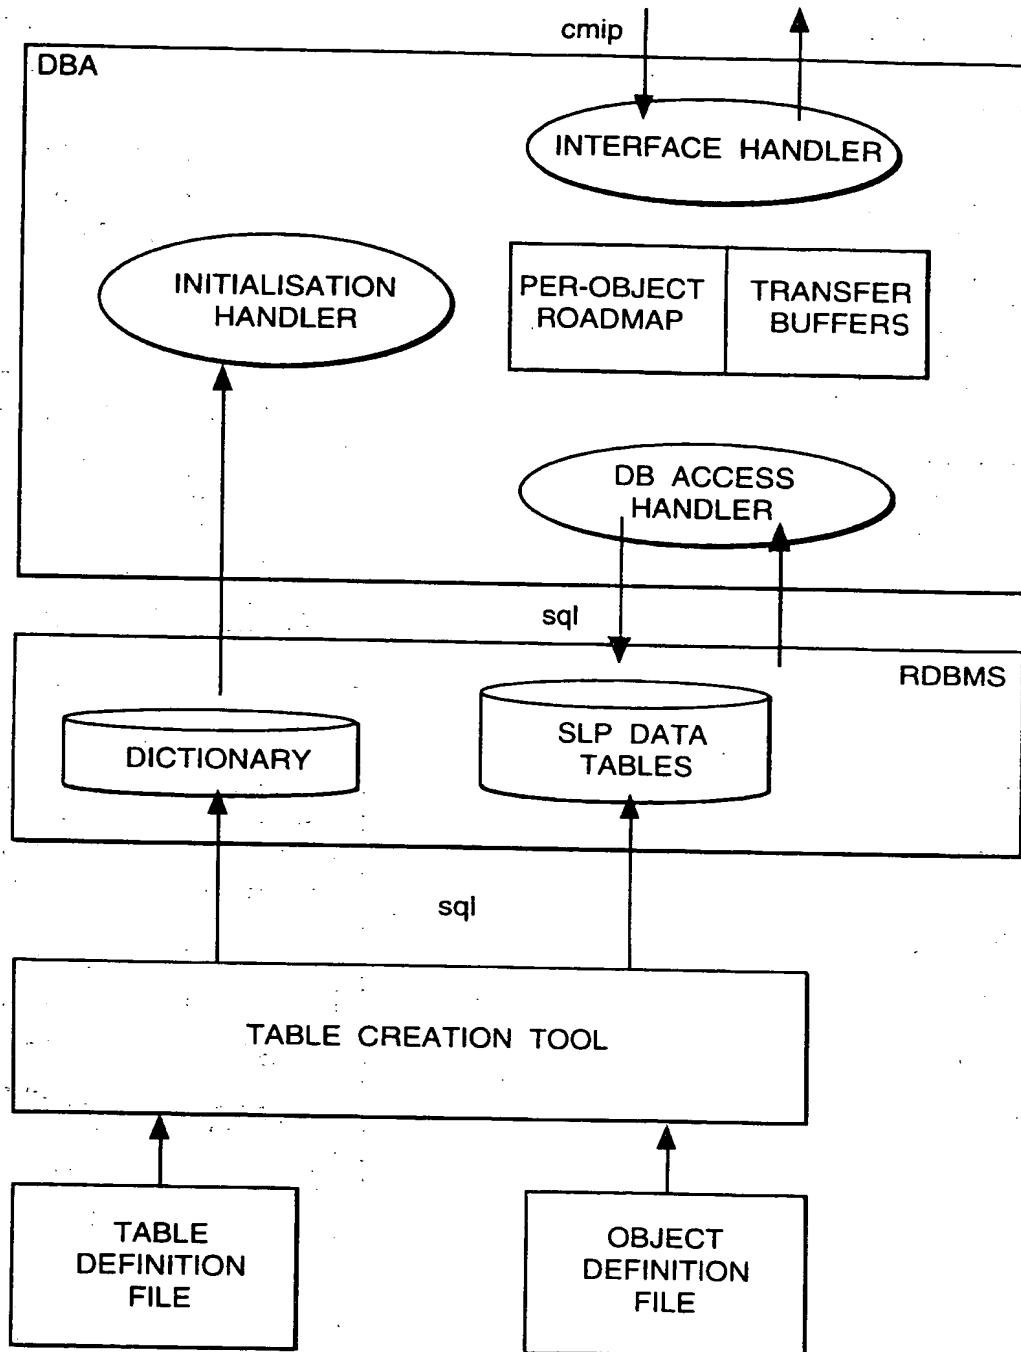 cmip
DBA
INTERFACE HANDLER
INITIALISATION
HANDLER
PER-OBJECT
ROADMAP
TRANSFER
BUFFERS
DB ACCESS
HANDLER
sql
RDBMS
DICTIONARY
SLP DATA
TABLES
sql
TABLE CREATION TOOL
TABLE
DEFINITION
FILE
OBJECT
DEFINITION
FILE